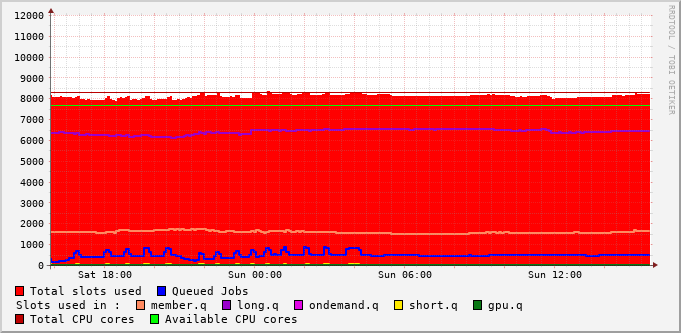 12000
11000
10000
9000
8000
7000
6000
5000
4000
3000
2000
1000
0
Sat 18:00 Sun 00:00 Sun 06:00 Sun 12:00
Total slots used Queued Jobs
Slots used in : member.q long.q ondemand.q short.q gpu.q
Total CPU cores Available CPU cores
RRDTOOL / TOBI OETIKER